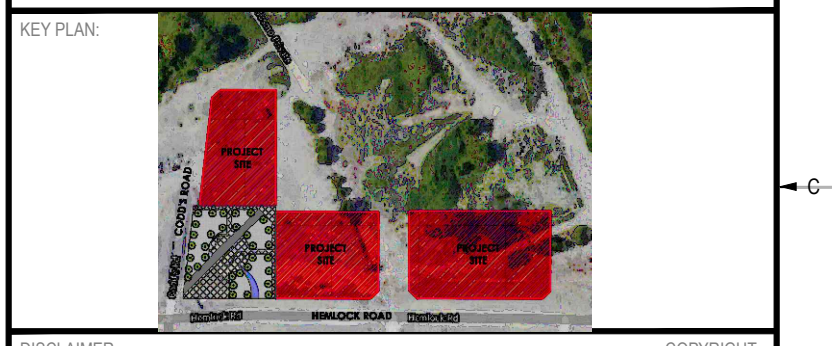 KEY PLAN:
PROJECT
SITE
CODD'S ROAD
C
PROJECT
SITE
PROJECT
SITE
Hemlock Rd
HEMLOCK ROAD
Hemlock Rd
DISCLAIMER
COPYRIGHT